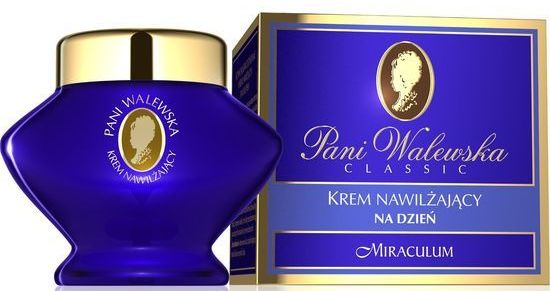 PANI WALEWSKA
KREM NAWILŻAJĄCY
Pani Walewska
CLASSIC
KREM NAWILŻAJĄCY
NA DZIEŃ
MIRACULUM